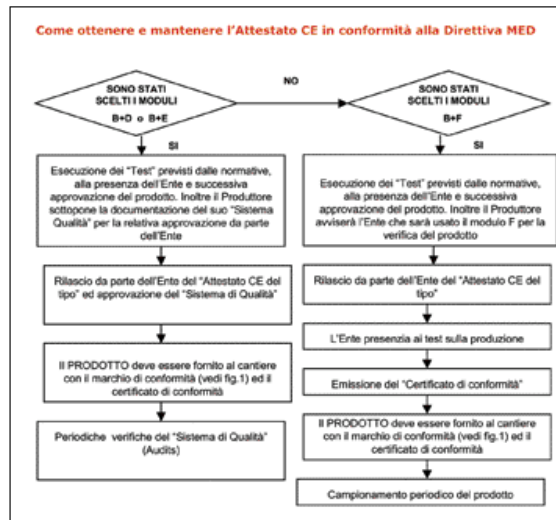 Come ottenere e mantenere l'Attestato CE in conformità alla Direttiva MED
SONO STATI
SCELTI I MODULI
B+D o B+E
NO
SONO STATI
SCELTI I MODULI
B+F
SI
SI
Esecuzione dei "Test" previsti dalle normative,
alla presenza dell'Ente e successiva
approvazione del prodotto. Inoltre il Produttore
sottopone la documentazione del suo "Sistema
Qualità" per la relativa approvazione da parte
dell'Ente
Esecuzione dei "Test" previsti dalle normative,
alla presenza dell'Ente e successiva
approvazione del prodotto. Inoltre il Produttore
avviserà l'Ente che sarà usato il modulo F per la
verifica del prodotto
Rilascio da parte dell'Ente del "Attestato CE del
tipo" ed approvazione del "Sistema di Qualità"
Rilascio da parte dell'Ente del "Attestato CE del
tipo"
L'Ente presenzia ai test sulla produzione
Il PRODOTTO deve essere fornito al cantiere
con il marchio di conformità (vedi fig.1) ed il
certificato di conformità
Emissione del "Certificato di conformità"
Periodiche verifiche del "Sistema di Qualità"
(Audits)
Il PRODOTTO deve essere fornito al cantiere
con il marchio di conformità (vedi fig.1) ed il
certificato di conformità
Campionamento periodico del prodotto